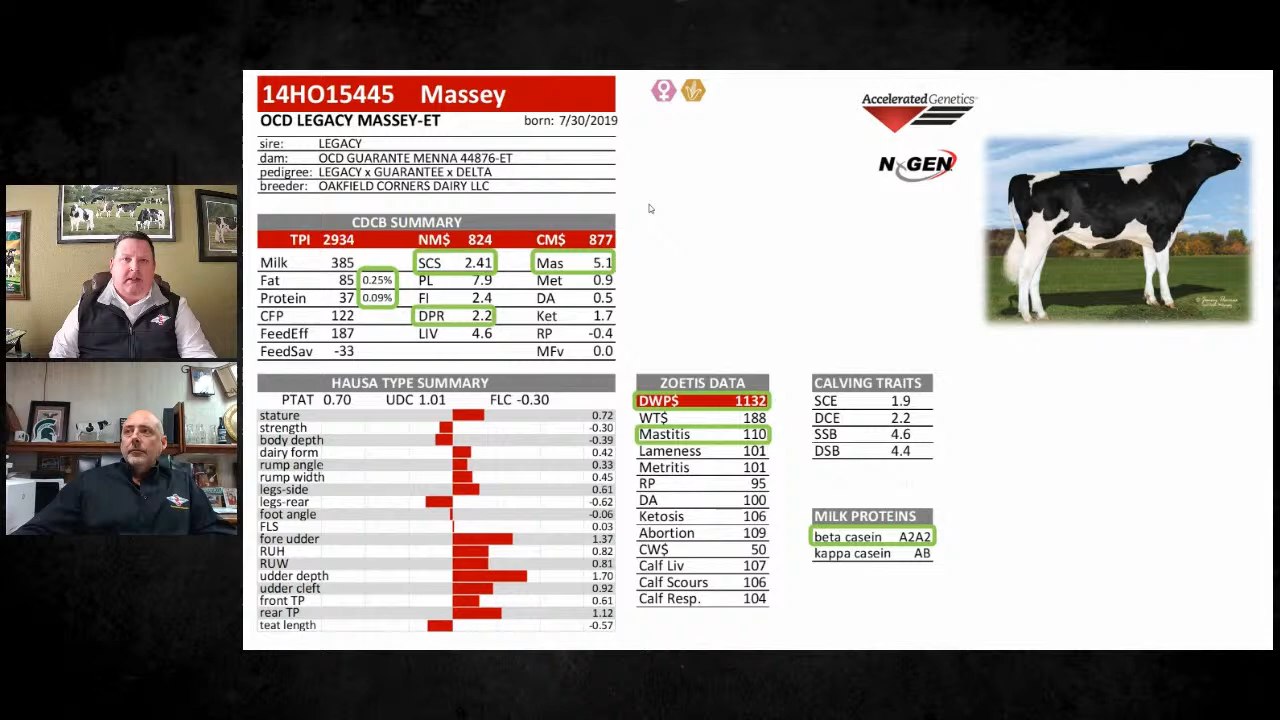 14HO15445 Massey
OCD LEGACY MASSEY-ET born: 7/30/2019
sire: LEGACY
dam: OCD GUARANTE MENNA 44876-ET
pedigree: LEGACY x GUARANTEE x DELTA
breeder: OAKFIELD CORNERS DAIRY LLC
CDCB SUMMARY
TPI 2934 NM$ 824 CM$ 877
Milk 385 SCS 2.41 Mas 5.1
Fat 85 0.25% PL 7.9 Met 0.9
Protein 37 0.09% FI 2.4 DA 0.5
CFP 122 DPR 2.2 Ket 1.7
FeedEff 187 LIV 4.6 RP -0.4
FeedSav -33 MFv 0.0
HAUSA TYPE SUMMARY
PTAT 0.70 UDC 1.01 FLC -0.30
stature 0.72
strength -0.30
body depth -0.39
dairy form 0.42
rump angle 0.33
rump width 0.45
legs-side 0.61
legs-rear -0.62
foot angle -0.06
FLS 0.03
fore udder 1.37
RUH 0.82
RUW 0.81
udder depth 1.70
udder cleft 0.92
front TP 0.61
rear TP 1.12
teat length -0.57
ZOETIS DATA
DWP$ 1132
WT$ 188
Mastitis 110
Lameness 101
Metritis 101
RP 95
DA 100
Ketosis 106
Abortion 109
CW$ 50
Calf Liv 107
Calf Scours 106
Calf Resp. 104
CALVING TRAITS
SCE 1.9
DCE 2.2
SSB 4.6
DSB 4.4
MILK PROTEINS
beta casein A2A2
kappa casein AB
Accelerated Genetics
NxGEN